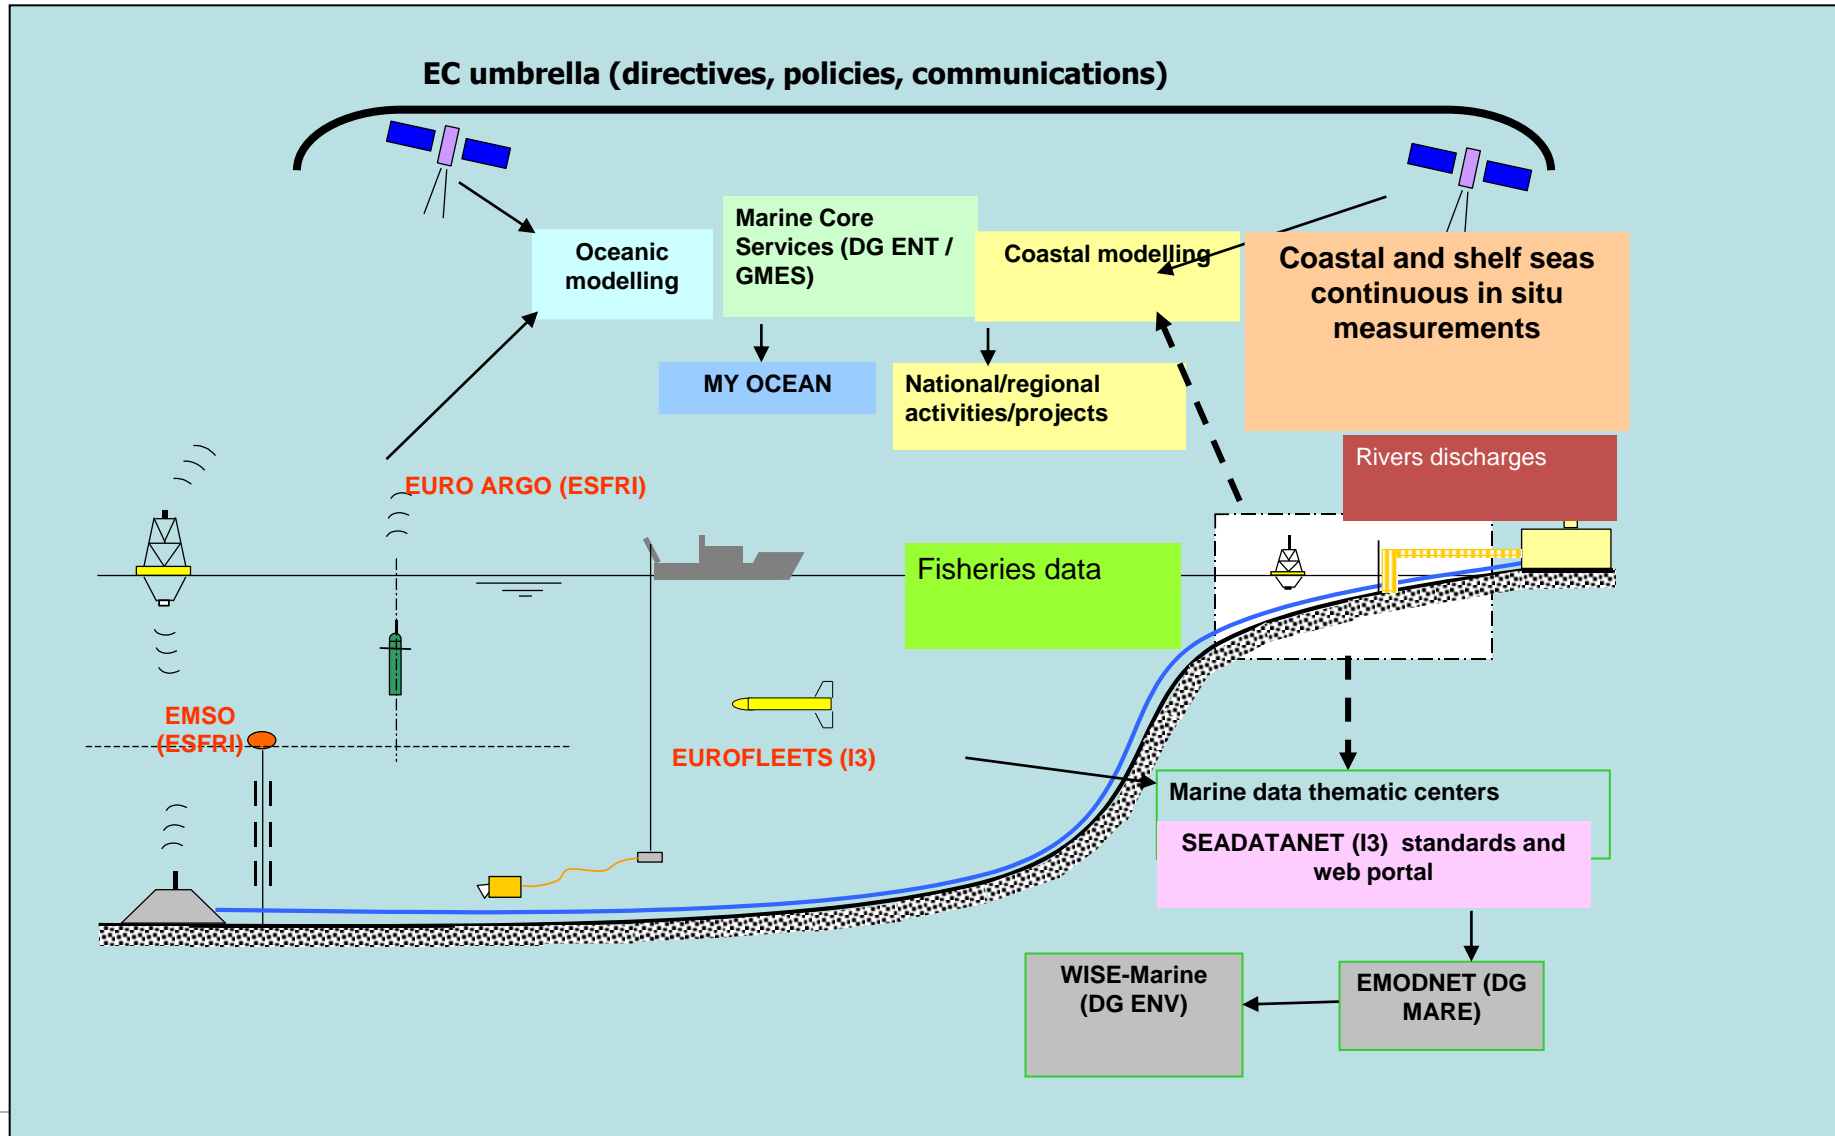 EC umbrella (directives, policies, communications)
Oceanic
modelling
Marine Core
Services (DG ENT /
GMES)
Coastal modelling
Coastal and shelf seas
continuous in situ
measurements
MY OCEAN
National/regional
activities/projects
Rivers discharges
EURO ARGO (ESFRI)
Fisheries data
EMSO
(ESFRI)
EUROFLEETS (I3)
Marine data thematic centers
SEADATANET (I3)  standards and
web portal
WISE-Marine
(DG ENV)
EMODNET (DG
MARE)